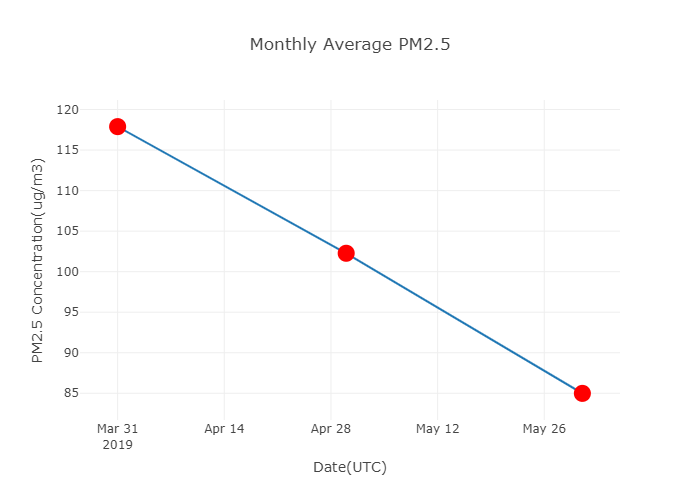 Monthly Average PM2.5
PM2.5 Concentration(ug/m3)
120
115
110
105
100
95
90
85
Mar 31
2019
Apr 14
Apr 28
May 12
May 26
Date(UTC)